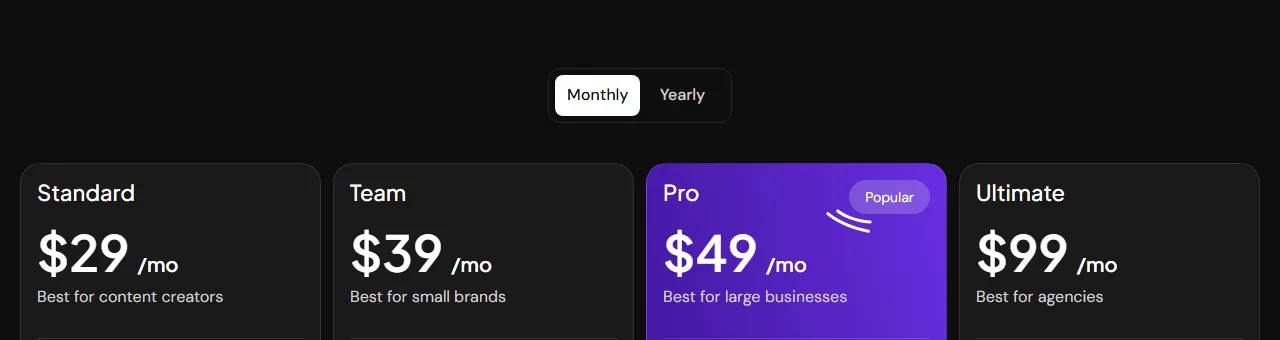 Monthly
Yearly
Standard
$29 /mo
Best for content creators
Team
$39 /mo
Best for small brands
Pro
Popular
$49 /mo
Best for large businesses
Ultimate
$99 /mo
Best for agencies